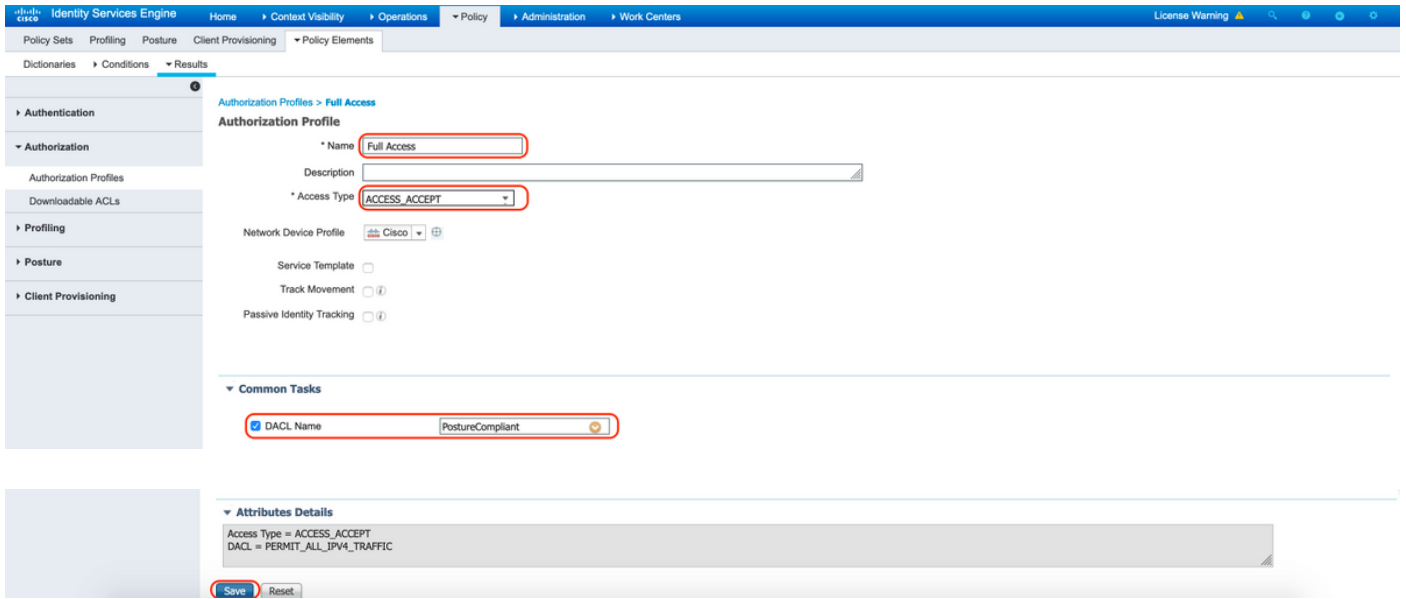 cisco Identity Services Engine Home Context Visibility Operations Policy Administration Work Centers License Warning
Policy Sets Profiling Posture Client Provisioning Policy Elements
Dictionaries Conditions Results
Authorization Profiles > Full Access
Authentication
Authorization Profile
* Name Full Access
Authorization
Description
Authorization Profiles
* Access Type ACCESS_ACCEPT
Downloadable ACLs
Profiling
Network Device Profile Cisco
Posture
Service Template
Track Movement i
Client Provisioning
Passive Identity Tracking i
Common Tasks
DACL Name PostureCompliant
Attributes Details
Access Type = ACCESS_ACCEPT
DACL = PERMIT_ALL_IPV4_TRAFFIC
Save Reset